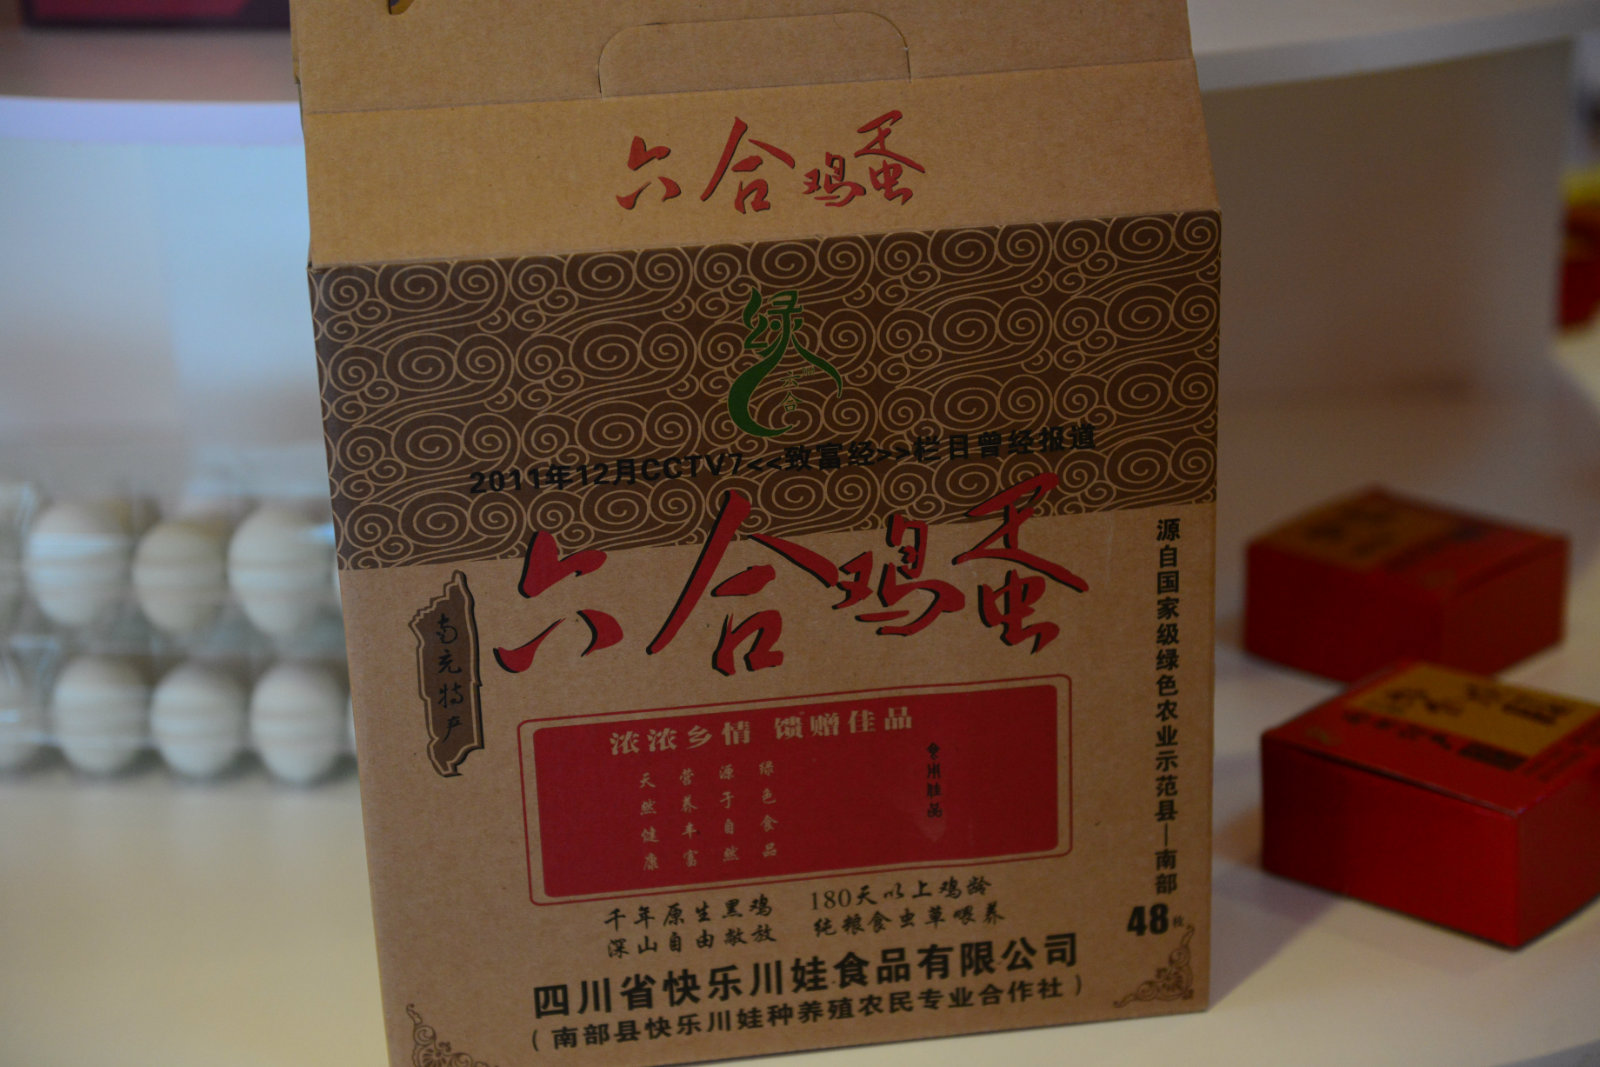 六合鸡蛋
绿
六合
2011年12月CCTV7<<致富经>>栏目曾经报道
六合鸡蛋
南充特产
源自国家级绿色农业示范县—南部
浓浓乡情 馈赠佳品
绿色食品
源于自然
营养丰富
天然健康
千年原生黑鸡 180天以上鸡龄
深山自由敞放 纯粮食虫草喂养
48枚
四川省快乐川娃食品有限公司
(南部县快乐川娃种养殖农民专业合作社)